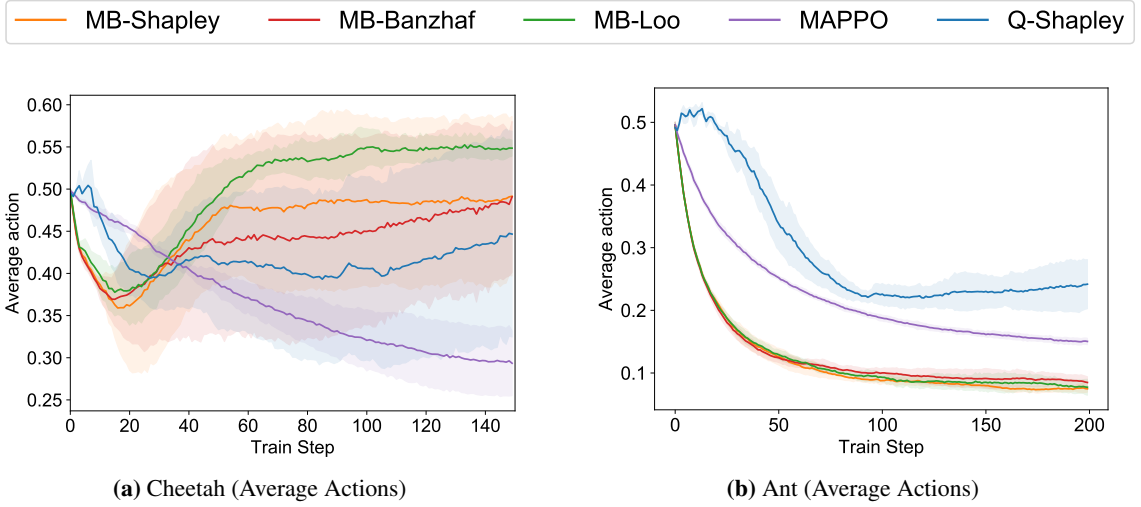 MB-Shapley MB-Banzhaf MB-Loo MAPPO Q-Shapley
0.60
0.55
0.50
0.45
0.40
0.35
0.30
0.25
Average action
0 20 40 60 80 100 120 140
Train Step
(a) Cheetah (Average Actions)
0.5
0.4
0.3
0.2
0.1
Average action
0 50 100 150 200
Train Step
(b) Ant (Average Actions)